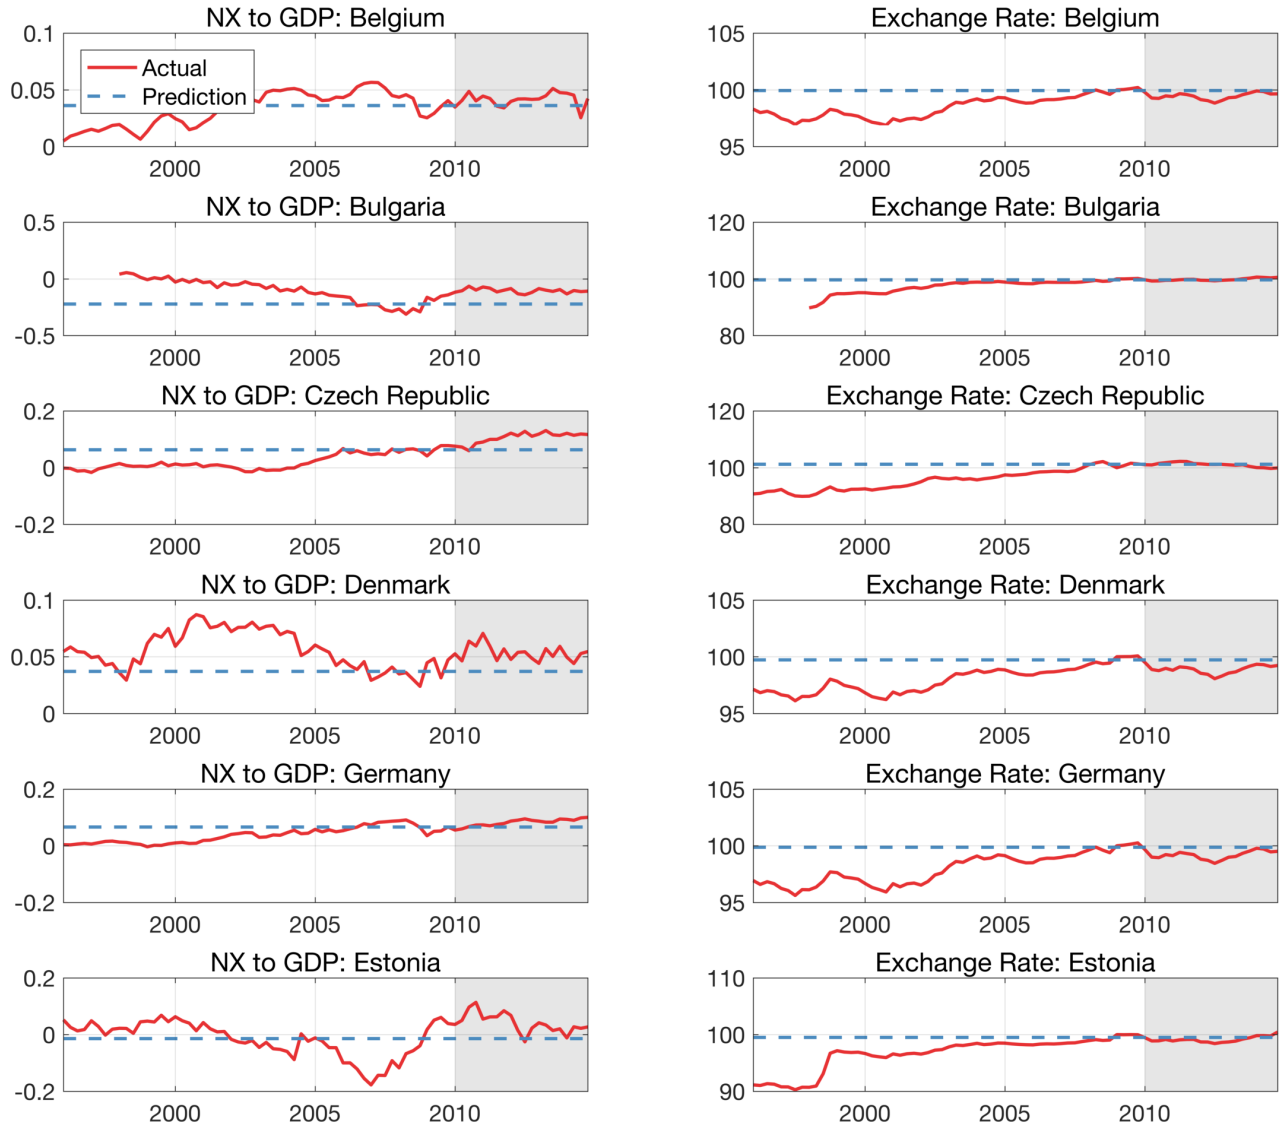 NX to GDP: Belgium
0.1
0.05
0
Actual
Prediction
2000 2005 2010
Exchange Rate: Belgium
105
100
95
2000 2005 2010
NX to GDP: Bulgaria
0.5
0
-0.5
2000 2005 2010
Exchange Rate: Bulgaria
120
100
80
2000 2005 2010
NX to GDP: Czech Republic
0.2
0
-0.2
2000 2005 2010
Exchange Rate: Czech Republic
120
100
80
2000 2005 2010
NX to GDP: Denmark
0.1
0.05
0
2000 2005 2010
Exchange Rate: Denmark
105
100
95
2000 2005 2010
NX to GDP: Germany
0.2
0
-0.2
2000 2005 2010
Exchange Rate: Germany
105
100
95
2000 2005 2010
NX to GDP: Estonia
0.2
0
-0.2
2000 2005 2010
Exchange Rate: Estonia
110
100
90
2000 2005 2010